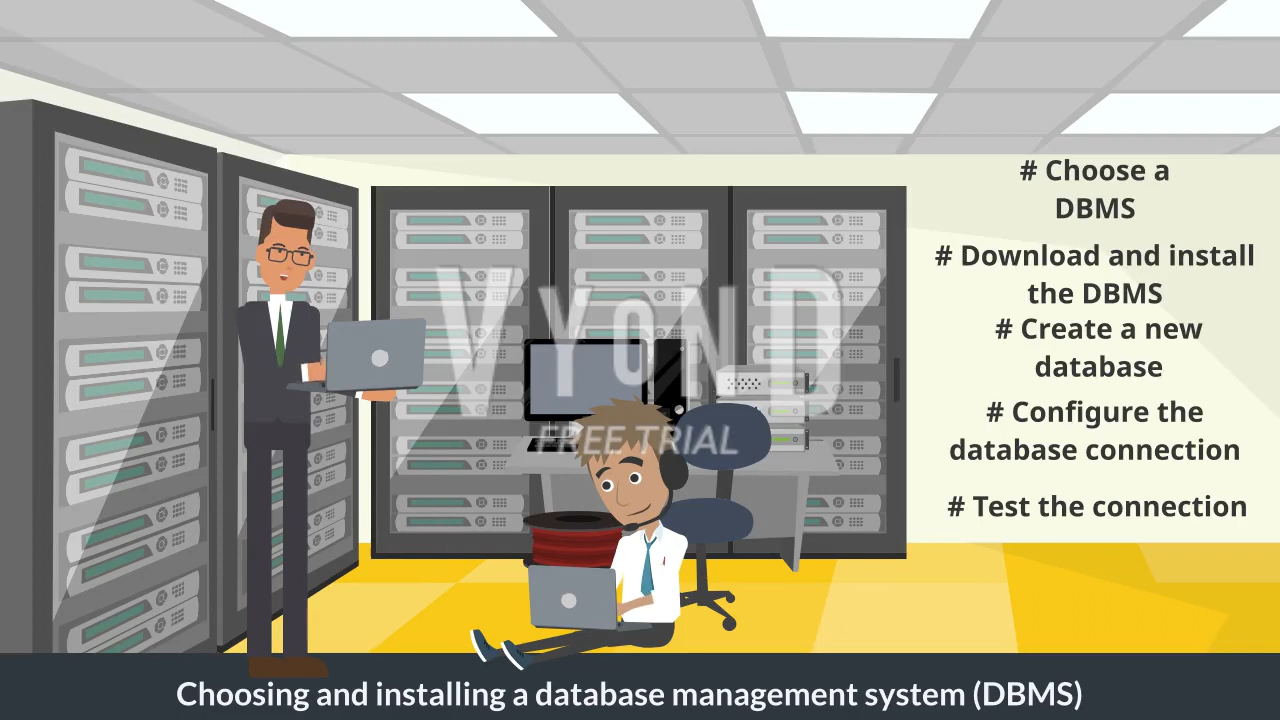 # Choose a
DBMS
# Download and install
the DBMS
# Create a new
database
# Configure the
database connection
# Test the connection
VYOND
FREE TRIAL
Choosing and installing a database management system (DBMS)